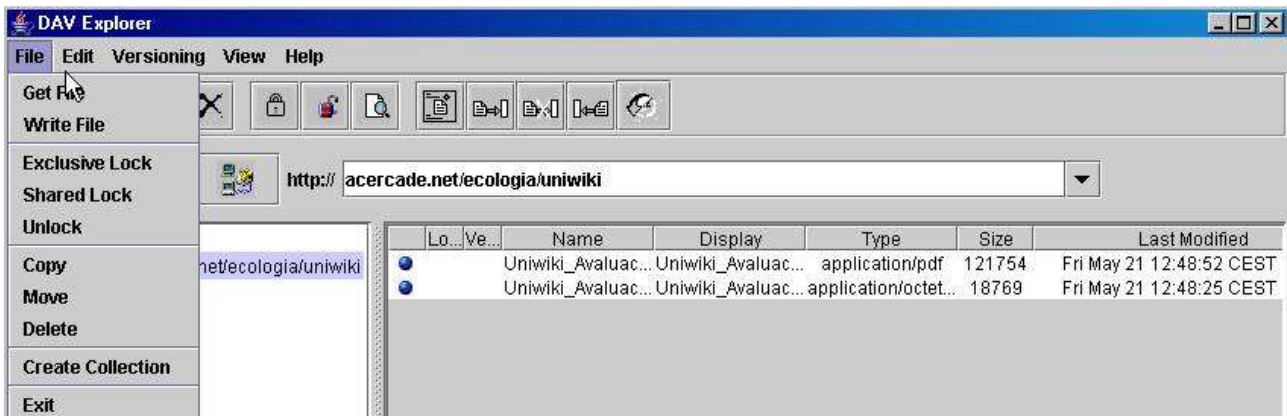 DAV Explorer
File Edit Versioning View Help
Get File
Write File
Exclusive Lock
Shared Lock
Unlock
Copy
Move
Delete
Create Collection
Exit
http:// acercade.net/ecologia/uniwiki
net/ecologia/uniwiki
Lo... Ve... Name Display Type Size Last Modified
Uniwiki_Avaluac... Uniwiki_Avaluac... application/pdf 121754 Fri May 21 12:48:52 CEST
Uniwiki_Avaluac... Uniwiki_Avaluac... application/octet... 18769 Fri May 21 12:48:25 CEST